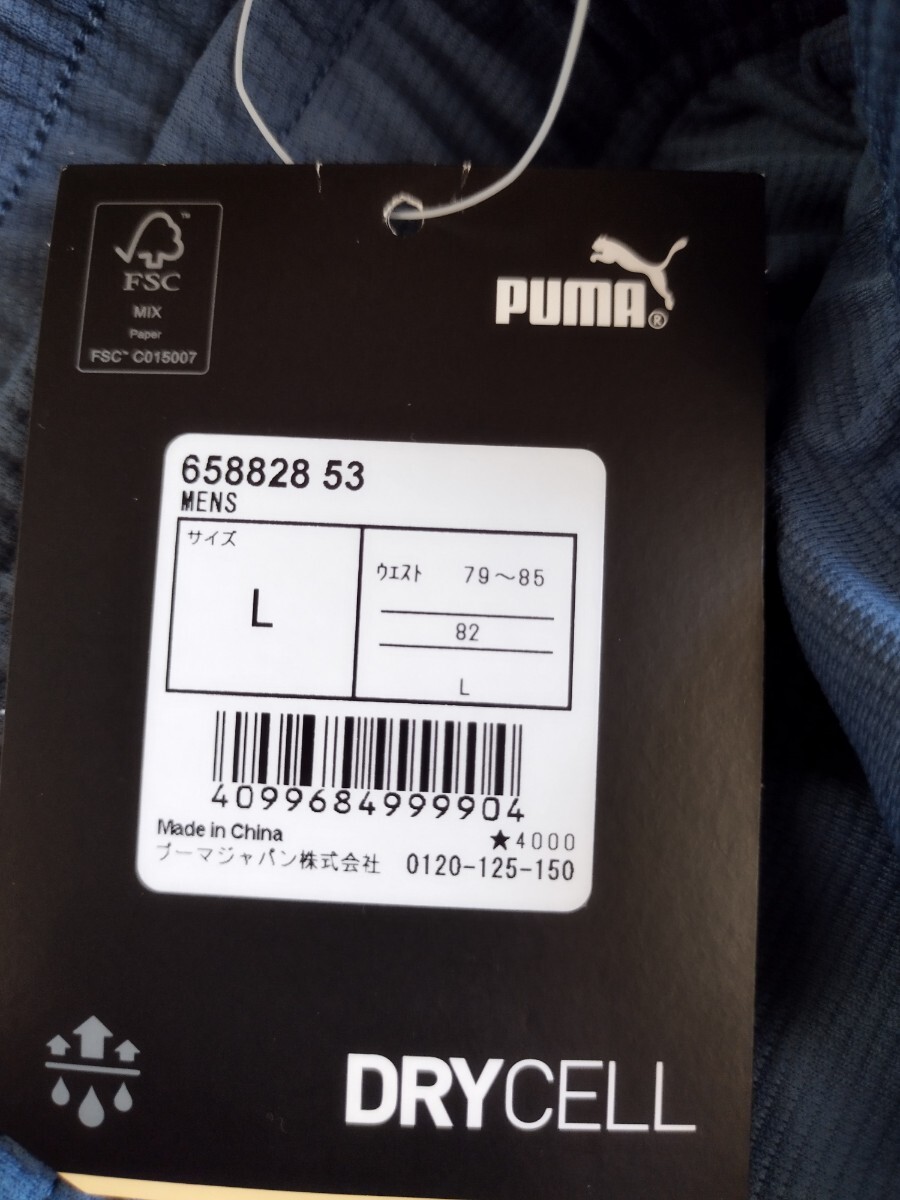 FSC™
MIX
Paper
FSC™ C015007
PUMA®
658828 53
MENS
サイズ
L
ウエスト 79～85
82
L
4099684999904
Made in China
★4000
プーマジャパン株式会社 0120-125-150
DRYCELL